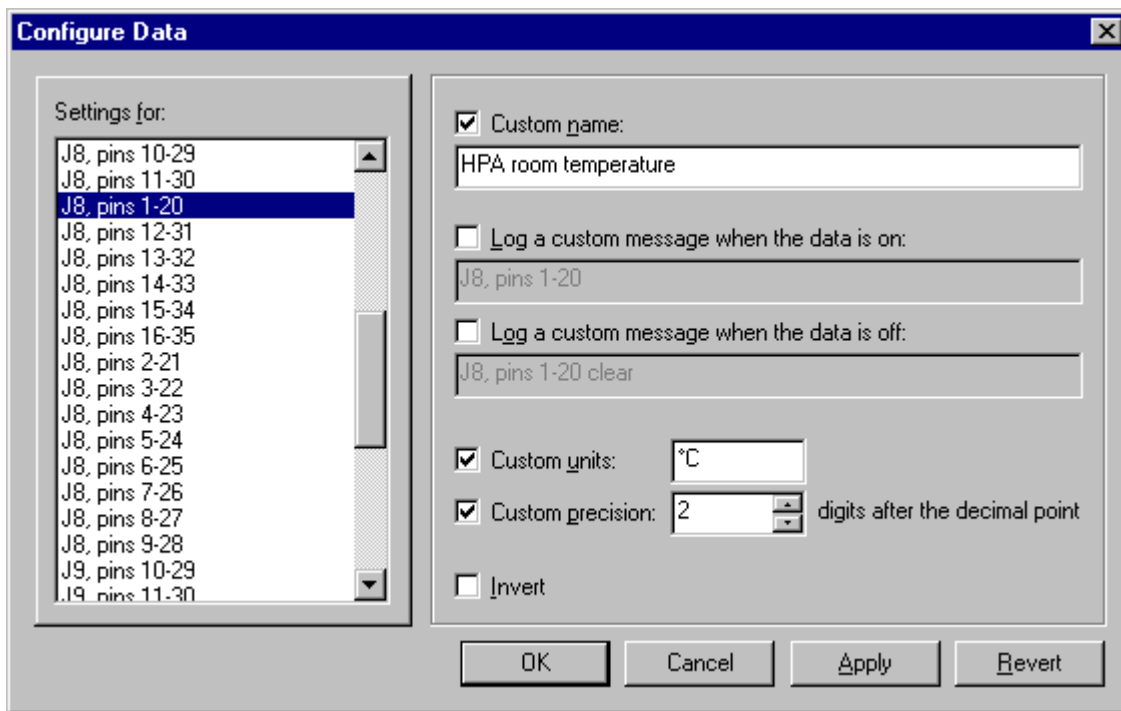 Configure Data
Settings for:
J8, pins 10-29
J8, pins 11-30
J8, pins 1-20
J8, pins 12-31
J8, pins 13-32
J8, pins 14-33
J8, pins 15-34
J8, pins 16-35
J8, pins 2-21
J8, pins 3-22
J8, pins 4-23
J8, pins 5-24
J8, pins 6-25
J8, pins 7-26
J8, pins 8-27
J8, pins 9-28
J9, pins 10-29
J9, pins 11-30
Custom name:
HPA room temperature
Log a custom message when the data is on:
J8, pins 1-20
Log a custom message when the data is off:
J8, pins 1-20 clear
Custom units: °C
Custom precision: 2 digits after the decimal point
Invert
OK Cancel Apply Revert